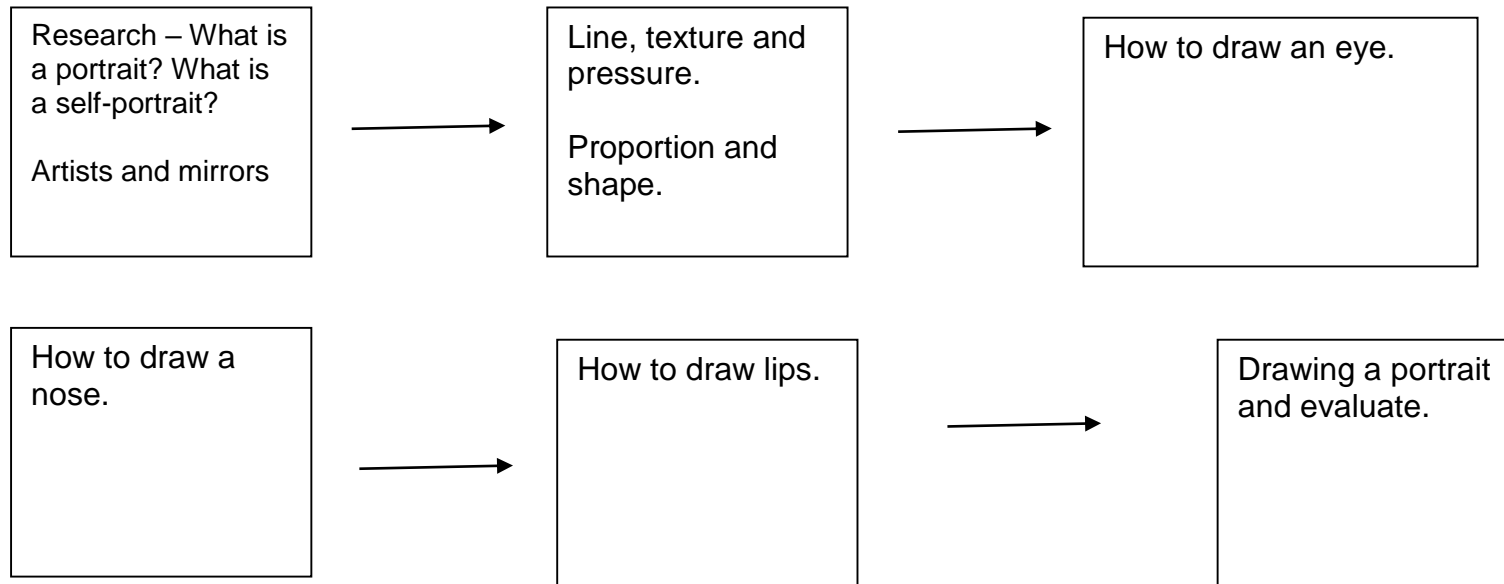 Research – What is
a portrait? What is
a self-portrait?
Artists and mirrors
Line, texture and
pressure.
Proportion and
shape.
How to draw an eye.
How to draw a
nose.
How to draw lips.
Drawing a portrait
and evaluate.